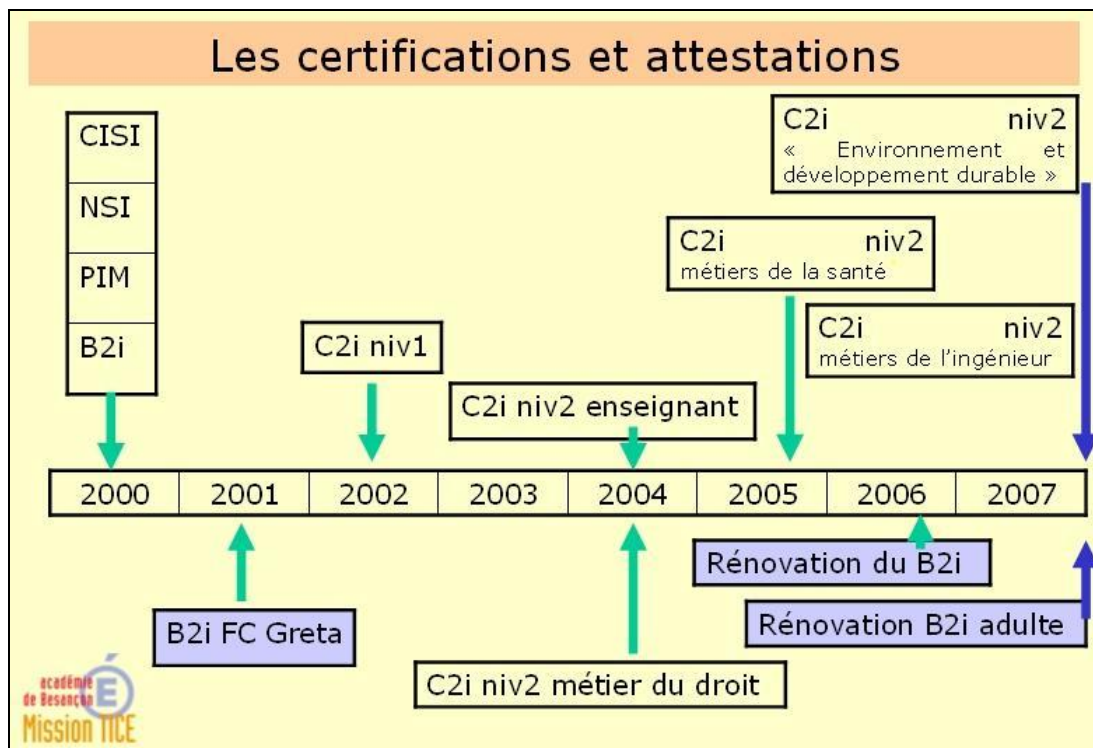 Les certifications et attestations
CISI
NSI
PIM
B2i
C2i niv1
C2i niv2 enseignant
C2i niv2
métiers de la santé
C2i niv2
« Environnement et
développement durable »
C2i niv2
métiers de l'ingénieur
2000 2001 2002 2003 2004 2005 2006 2007
B2i FC Greta
C2i niv2 métier du droit
Rénovation du B2i
Rénovation B2i adulte
académie
de Besançon
É
Mission TICE